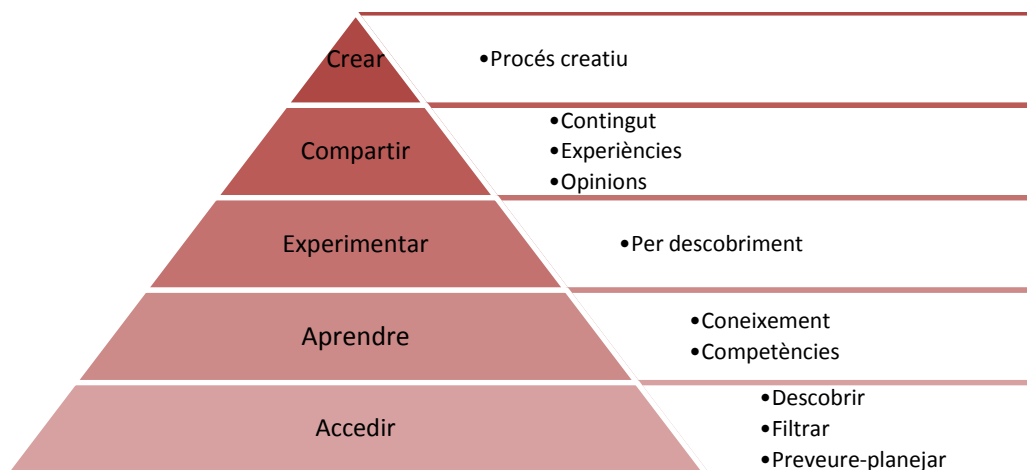 Crear
•Procés creatiu
Compartir
•Contingut
•Experiències
•Opinions
Experimentar
•Per descobriment
Aprendre
•Coneixement
•Competències
Accedir
•Descobrir
•Filtrar
•Preveure-planejar